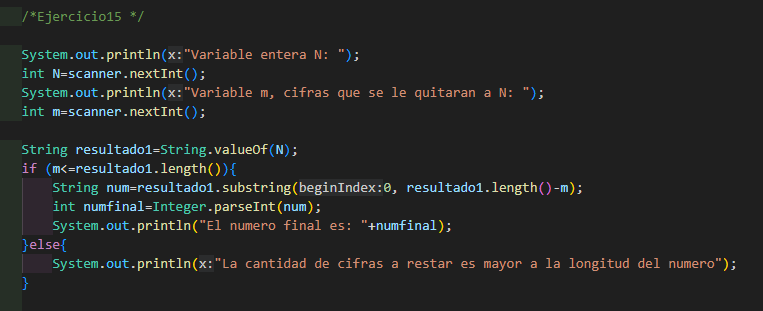 /*Ejercicio15 */
System.out.println(x:"Variable entera N: ");
int N=scanner.nextInt();
System.out.println(x:"Variable m, cifras que se le quitaran a N: ");
int m=scanner.nextInt();
String resultado1=String.valueOf(N);
if (m<=resultado1.length()){
    String num=resultado1.substring(beginIndex:0, resultado1.length()-m);
    int numfinal=Integer.parseInt(num);
    System.out.println("El numero final es: "+numfinal);
}else{
    System.out.println(x:"La cantidad de cifras a restar es mayor a la longitud del numero");
}